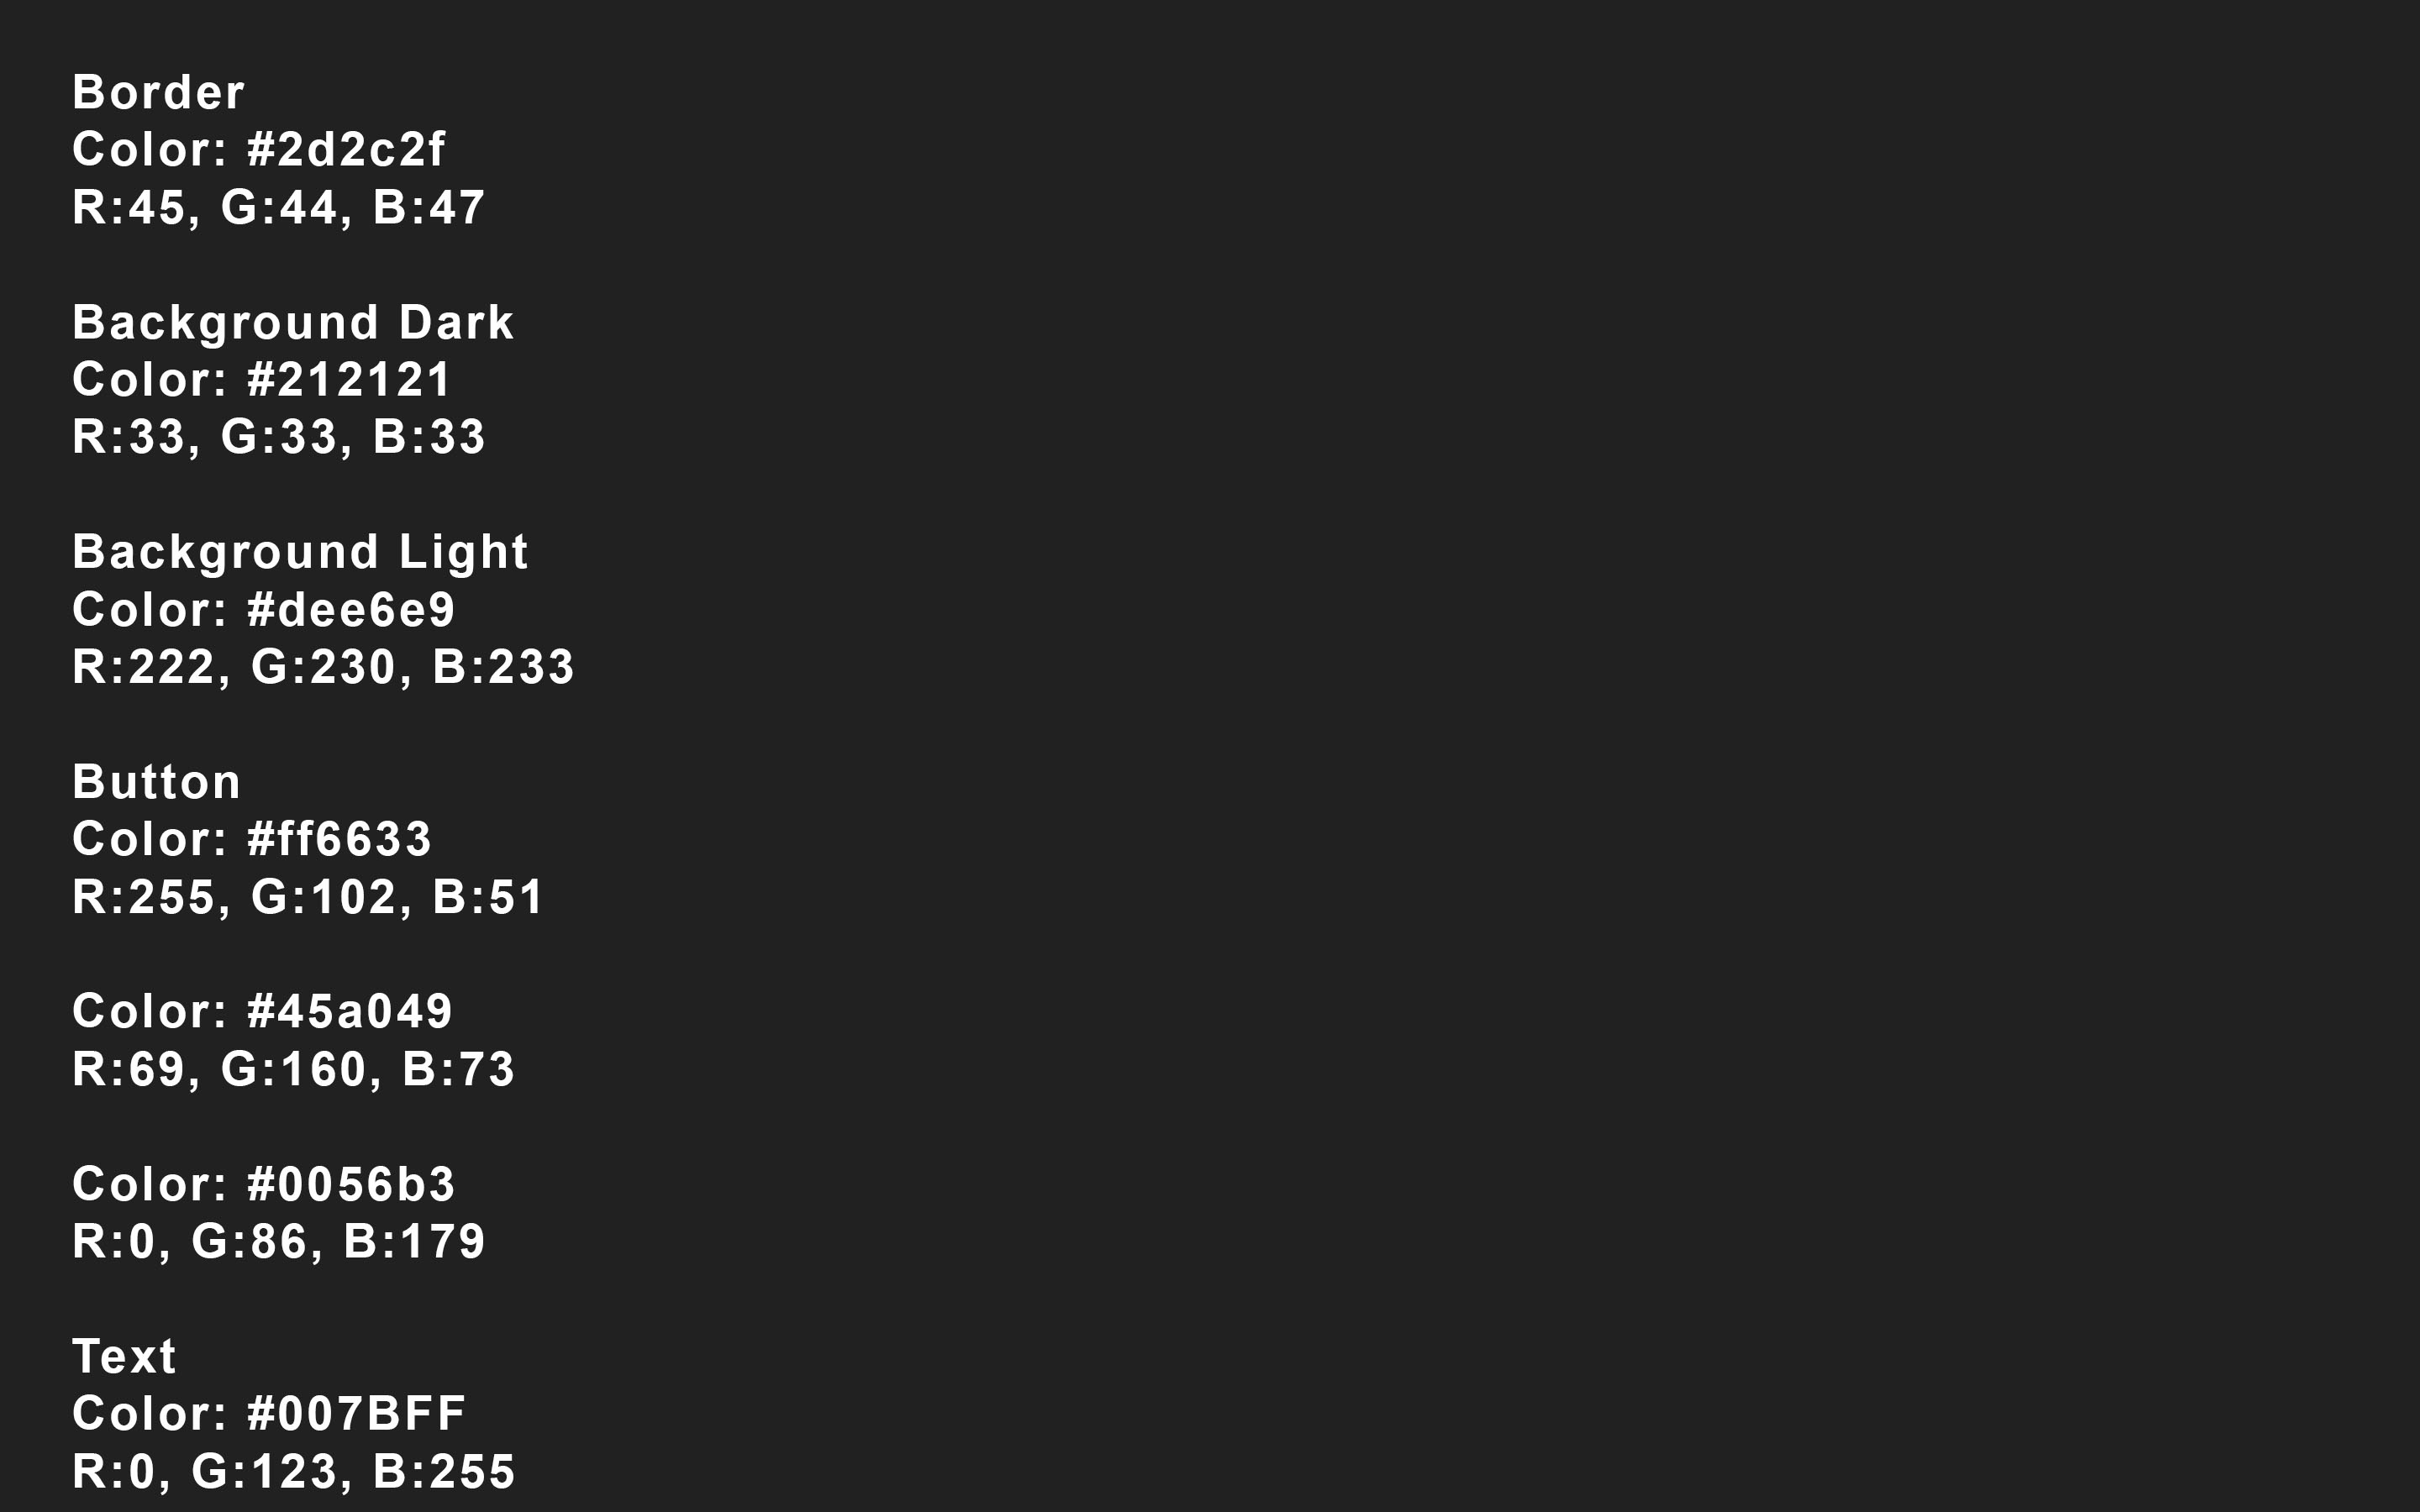 Border
Color: #2d2c2f
R:45, G:44, B:47
Background Dark
Color: #212121
R:33, G:33, B:33
Background Light
Color: #dee6e9
R:222, G:230, B:233
Button
Color: #ff6633
R:255, G:102, B:51
Color: #45a049
R:69, G:160, B:73
Color: #0056b3
R:0, G:86, B:179
Text
Color: #007BFF
R:0, G:123, B:255